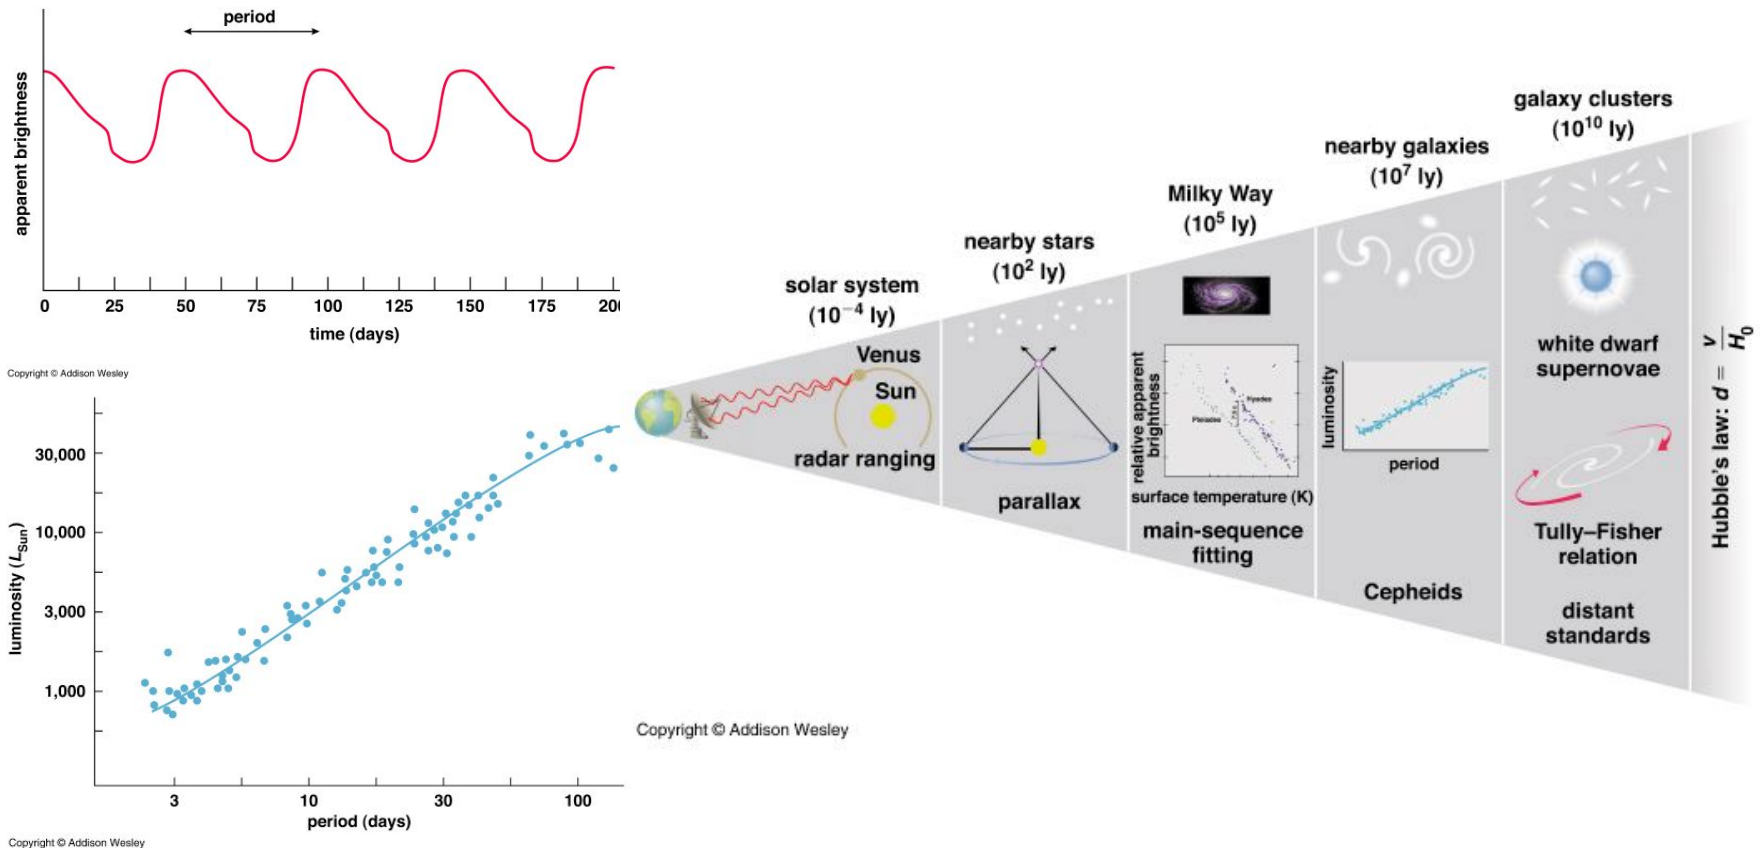 period
apparent brightness
0 25 50 75 100 125 150 175 200
time (days)
Copyright © Addison Wesley
luminosity (LSun)
30,000
10,000
3,000
1,000
3 10 30 100
period (days)
Copyright © Addison Wesley
solar system
(10⁻⁴ ly)
Venus
Sun
radar ranging
nearby stars
(10² ly)
parallax
Milky Way
(10⁵ ly)
relative apparent
brightness
Hyades
Pleiades
surface temperature (K)
main-sequence
fitting
nearby galaxies
(10⁷ ly)
luminosity
period
Cepheids
galaxy clusters
(10¹⁰ ly)
white dwarf
supernovae
Tully–Fisher
relation
distant
standards
Hubble's law: d = v/H₀
Copyright © Addison Wesley